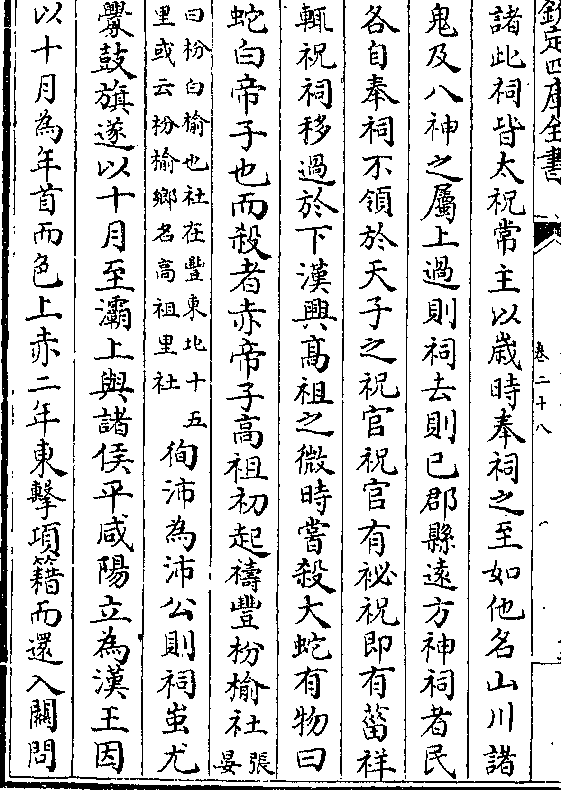 欽定四庫全書
卷二十八
諸此祠皆太祝常主以歲時奉祠之至如他名山川諸
鬼及八神之屬上過則祠去則已郡縣遠方神祠者民
各自奉祠不領於天子之祝官祝官有祕祝即有菑祥
輒祝祠移過於下漢興高祖之微時嘗殺大蛇有物曰
蛇白帝子也而殺者赤帝子高祖初起禱豐枌榆社張晏
曰枌白榆也社在豐東北十五
里或云枌榆鄉名高祖里社
徇沛為沛公則祠蚩尤
釁鼓旗遂以十月至灞上與諸侯平咸陽立為漢王因
以十月為年首而色上赤二年東擊項籍而還入關問